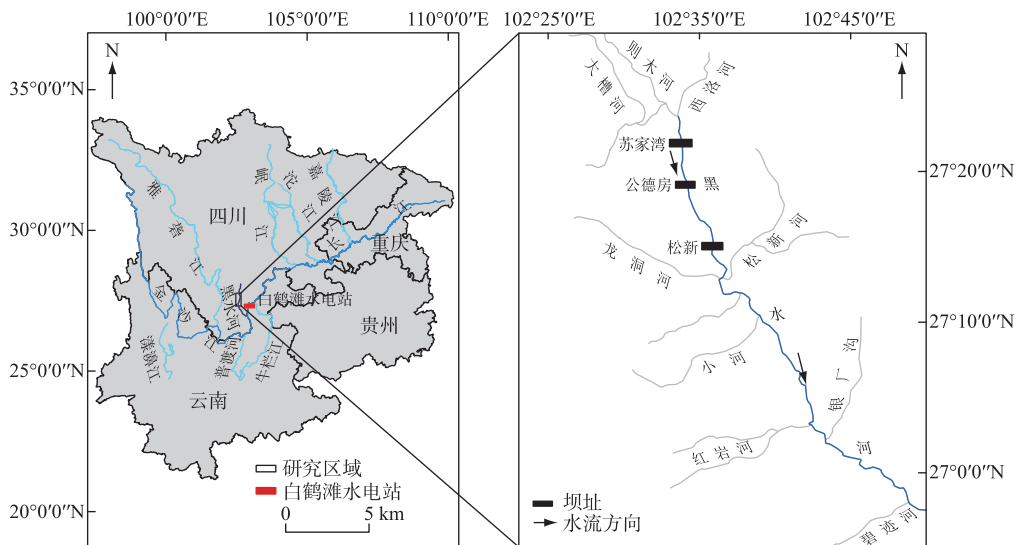 100°0′0″E
105°0′0″E
110°0′0″E
102°25′0″E
102°35′0″E
102°45′0″E
N
35°0′0″N
30°0′0″N
25°0′0″N
20°0′0″N
雅砻江
岷江
沱江
嘉陵江
长江
四川
重庆
金沙江
黑水河
白鹤滩水电站
贵州
漾濞江
普渡河
牛栏江
云南
研究区域
白鹤滩水电站
0 5 km
N
则木河
大槽河
西洛河
苏家湾
公德房
黑
松新
松新河
龙洞河
水
小河
银厂沟
红岩河
河
碧迹河
27°20′0″N
27°10′0″N
27°0′0″N
坝址
水流方向